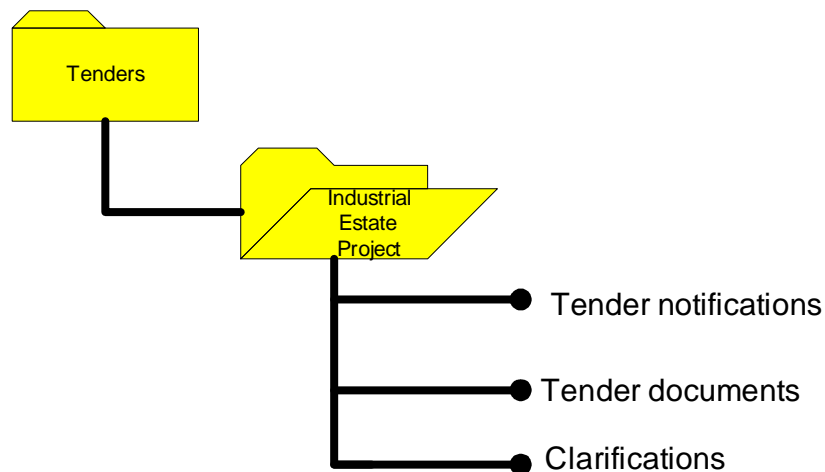 Tenders
Industrial
Estate
Project
Tender notifications
Tender documents
Clarifications